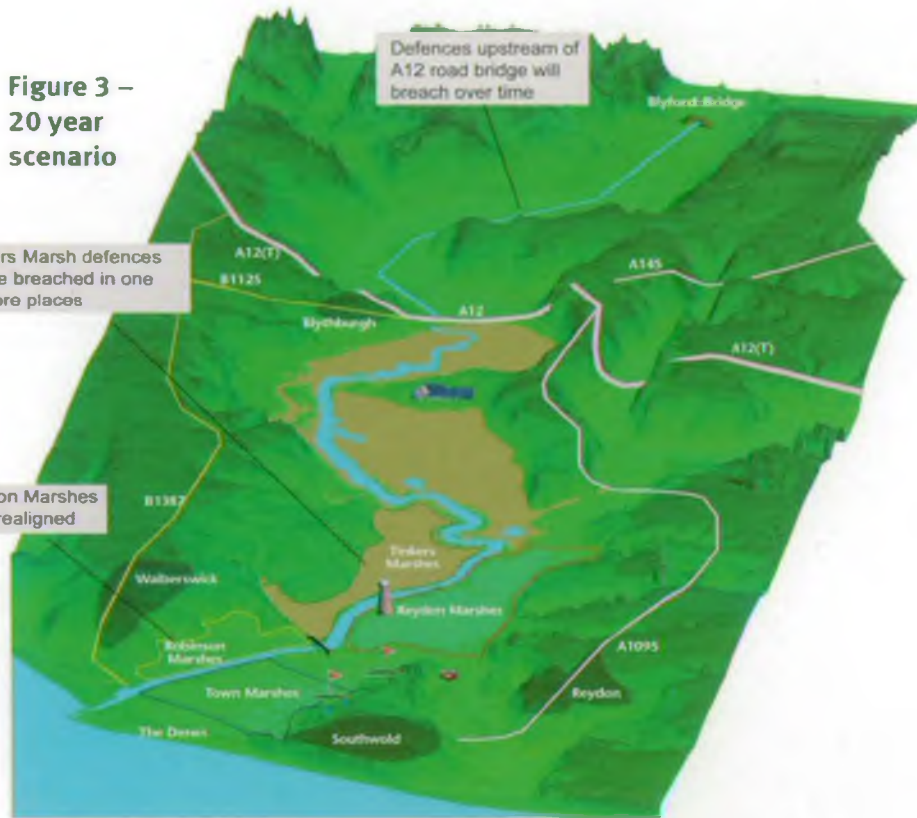 Figure 3 –
20 year
scenario
Defences upstream of
A12 road bridge will
breach over time
Blyford Bridge
ers Marsh defences
e breached in one
ore places
A12(T)
B1125
A145
Blythburgh
A12
A12(T)
on Marshes
realigned
B1387
Tinkers
Marshes
Walberswick
Reydon Marshes
Robinson
Marshes
A1095
Town Marshes
Reydon
The Denes
Southwold